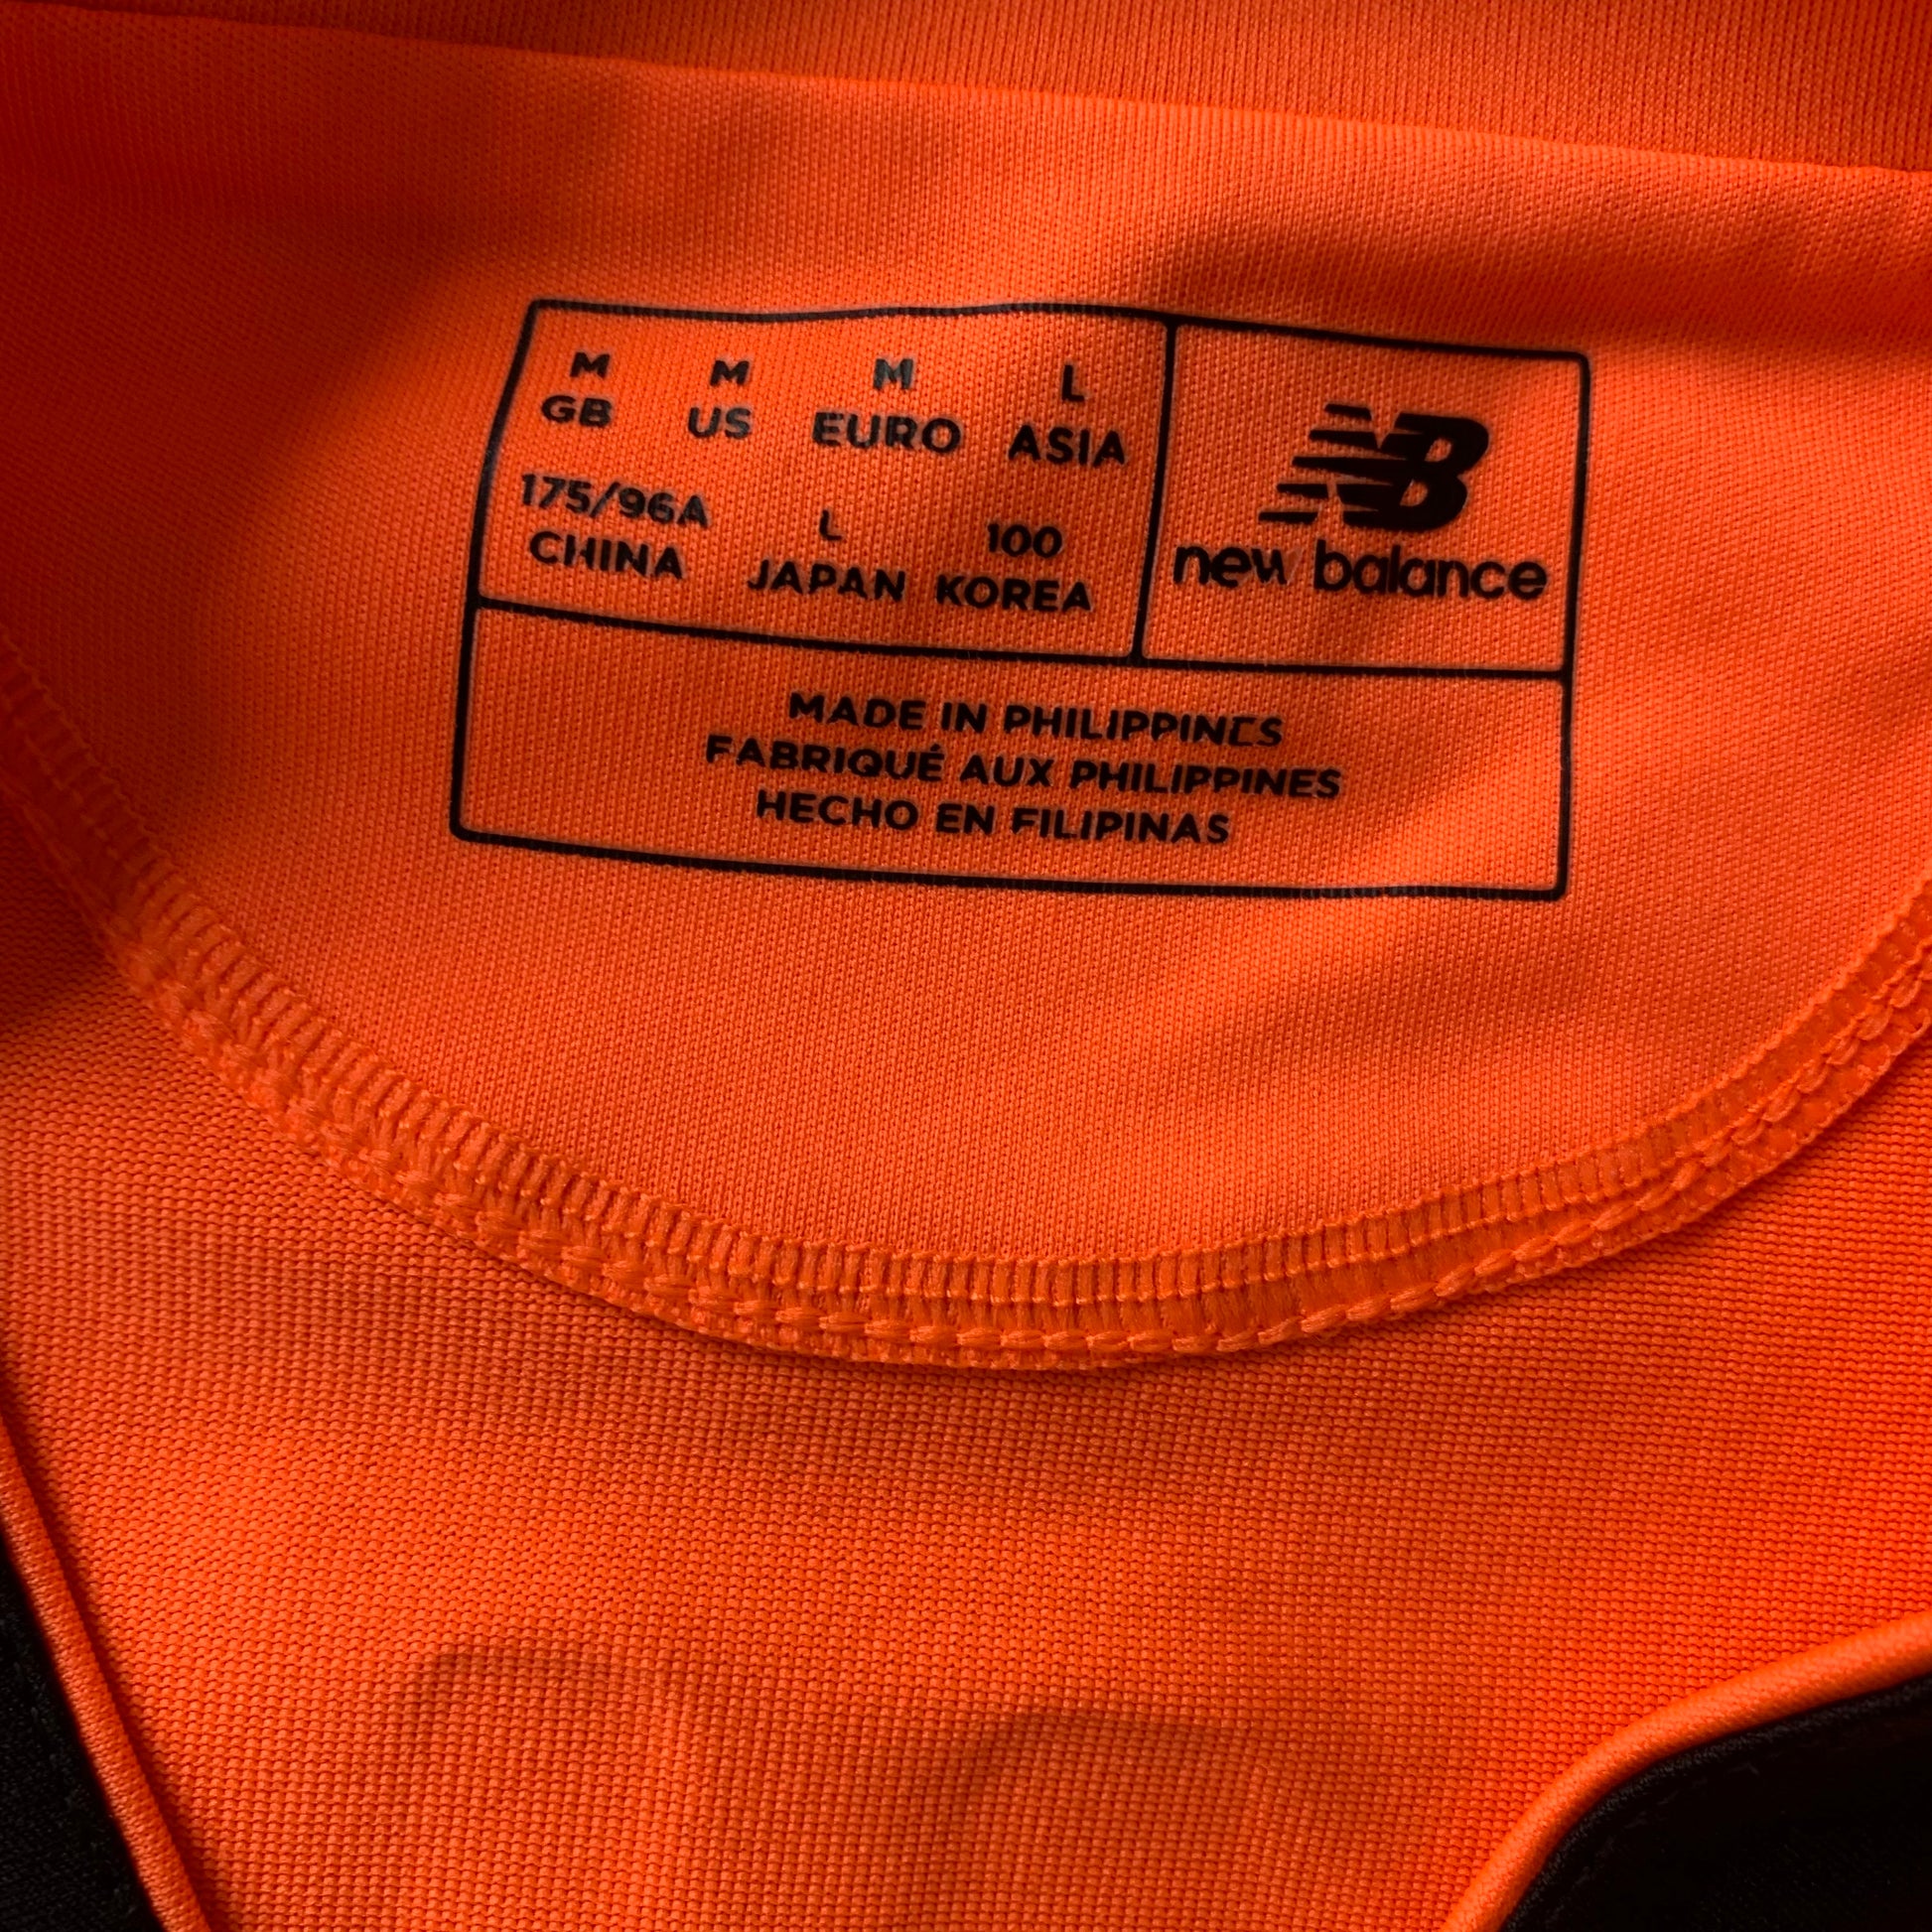 M M M L
GB US EURO ASIA
175/96A L 100
CHINA JAPAN KOREA
NB
new balance
MADE IN PHILIPPINES
FABRIQUÉ AUX PHILIPPINES
HECHO EN FILIPINAS